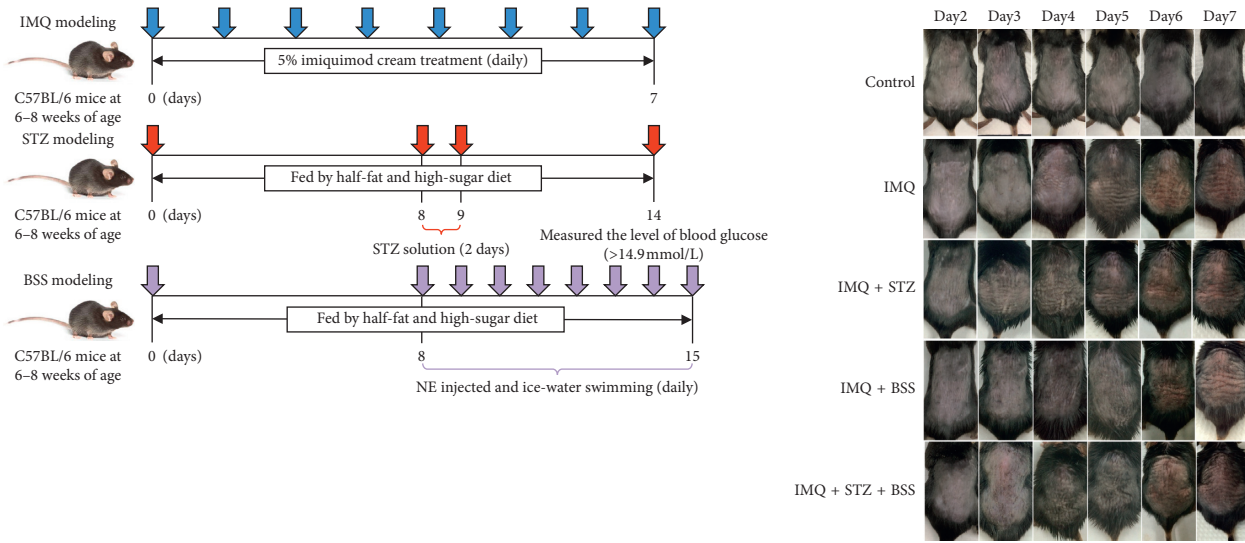 IMQ modeling
5% imiquimod cream treatment (daily)
C57BL/6 mice at
6–8 weeks of age
0 (days)
7
STZ modeling
Fed by half-fat and high-sugar diet
C57BL/6 mice at
6–8 weeks of age
0 (days)
8
9
14
STZ solution (2 days)
Measured the level of blood glucose
(>14.9 mmol/L)
BSS modeling
Fed by half-fat and high-sugar diet
C57BL/6 mice at
6–8 weeks of age
0 (days)
8
15
NE injected and ice-water swimming (daily)
Day2 Day3 Day4 Day5 Day6 Day7
Control
IMQ
IMQ + STZ
IMQ + BSS
IMQ + STZ + BSS